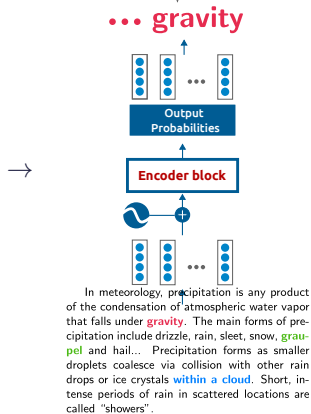 ••• gravity
Output
Probabilities
Encoder block
+
In meteorology, precipitation is any product
of the condensation of atmospheric water vapor
that falls under gravity. The main forms of pre-
cipitation include drizzle, rain, sleet, snow, grau-
pel and hail... Precipitation forms as smaller
droplets coalesce via collision with other rain
drops or ice crystals within a cloud. Short, in-
tense periods of rain in scattered locations are
called “showers”.